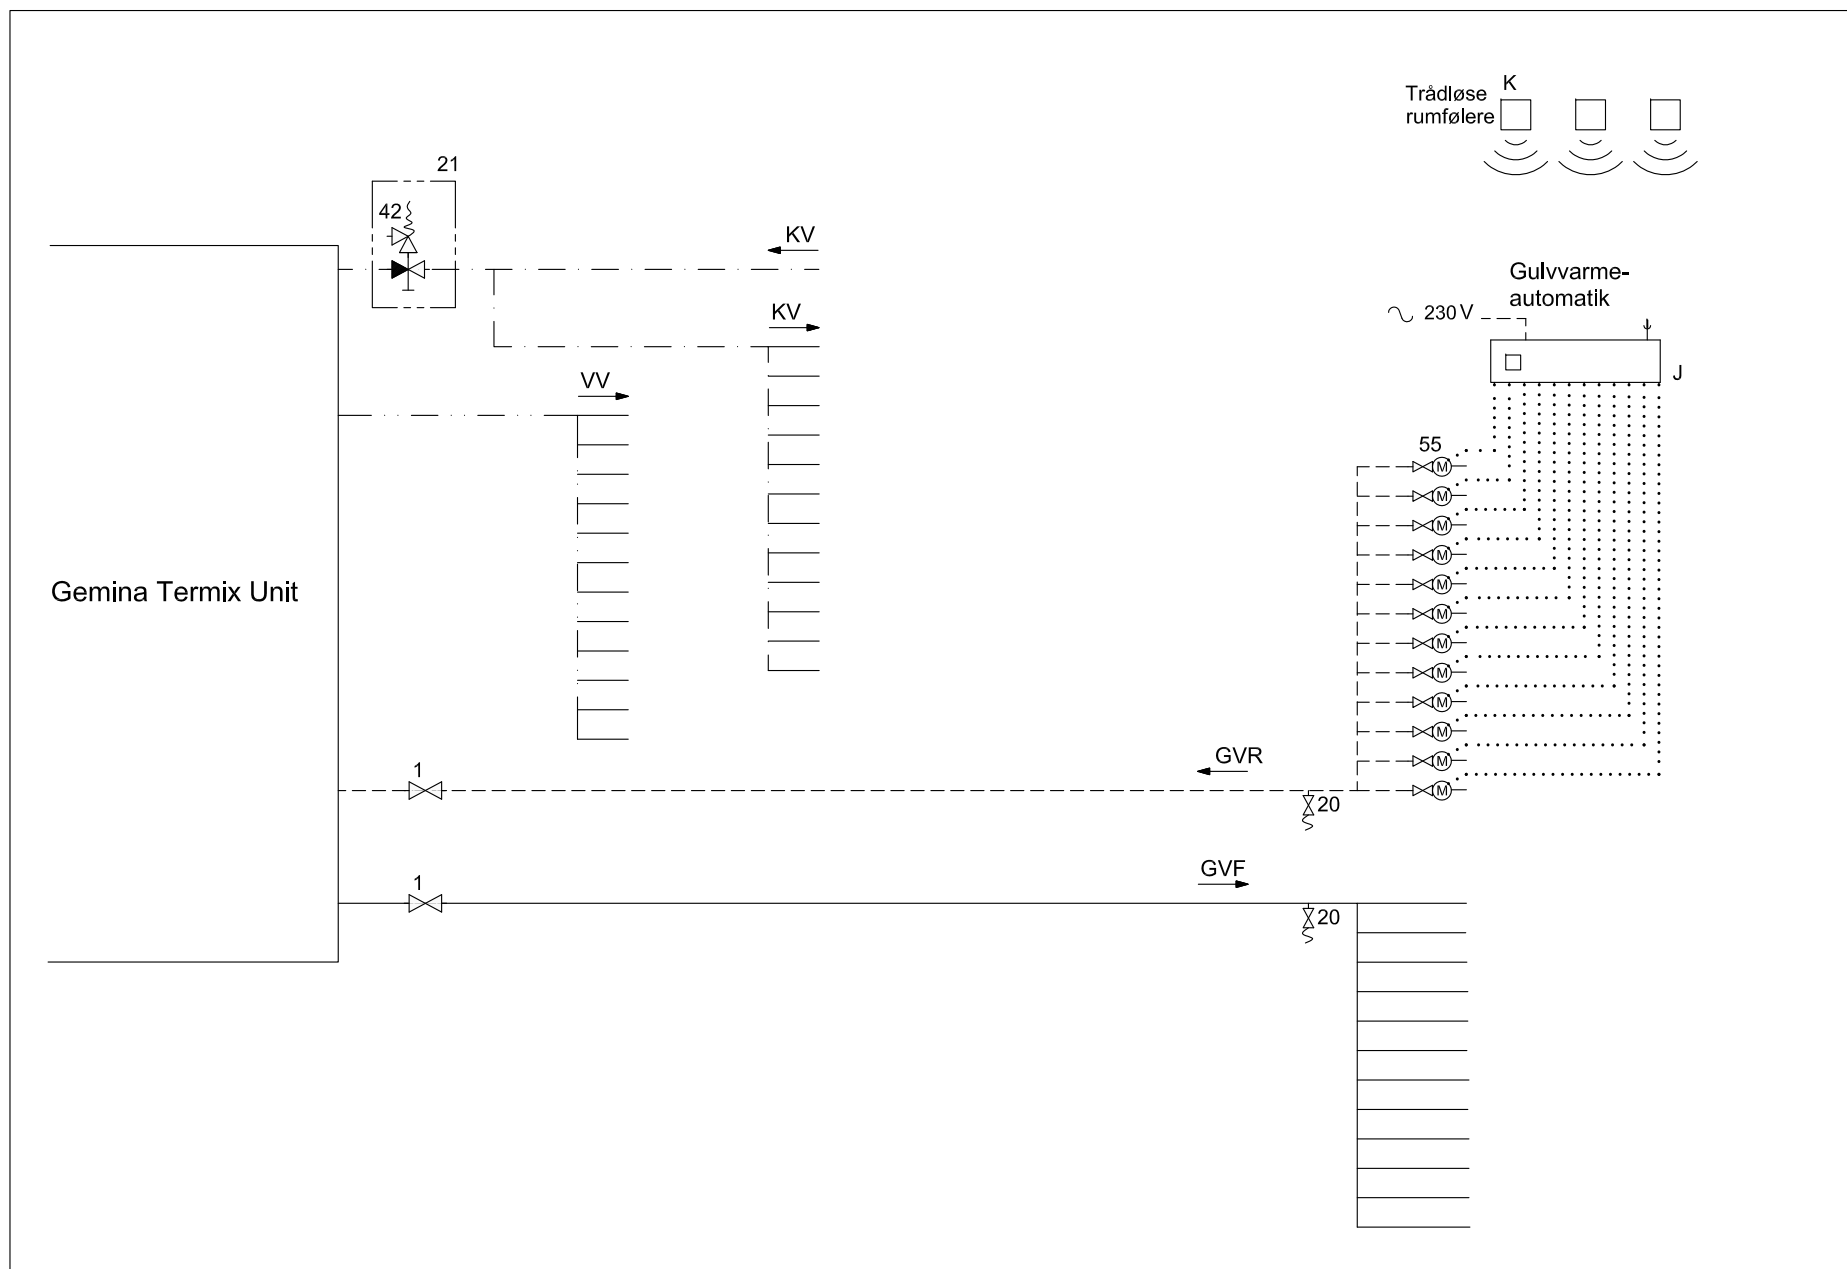 K
Trådløse
rumfølere
21
42
KV
KV
Gulvvarme-
automatik
230 V
J
VV
55
M
M
M
M
M
M
M
M
M
M
M
M
Gemina Termix Unit
1
GVR
20
1
GVF
20